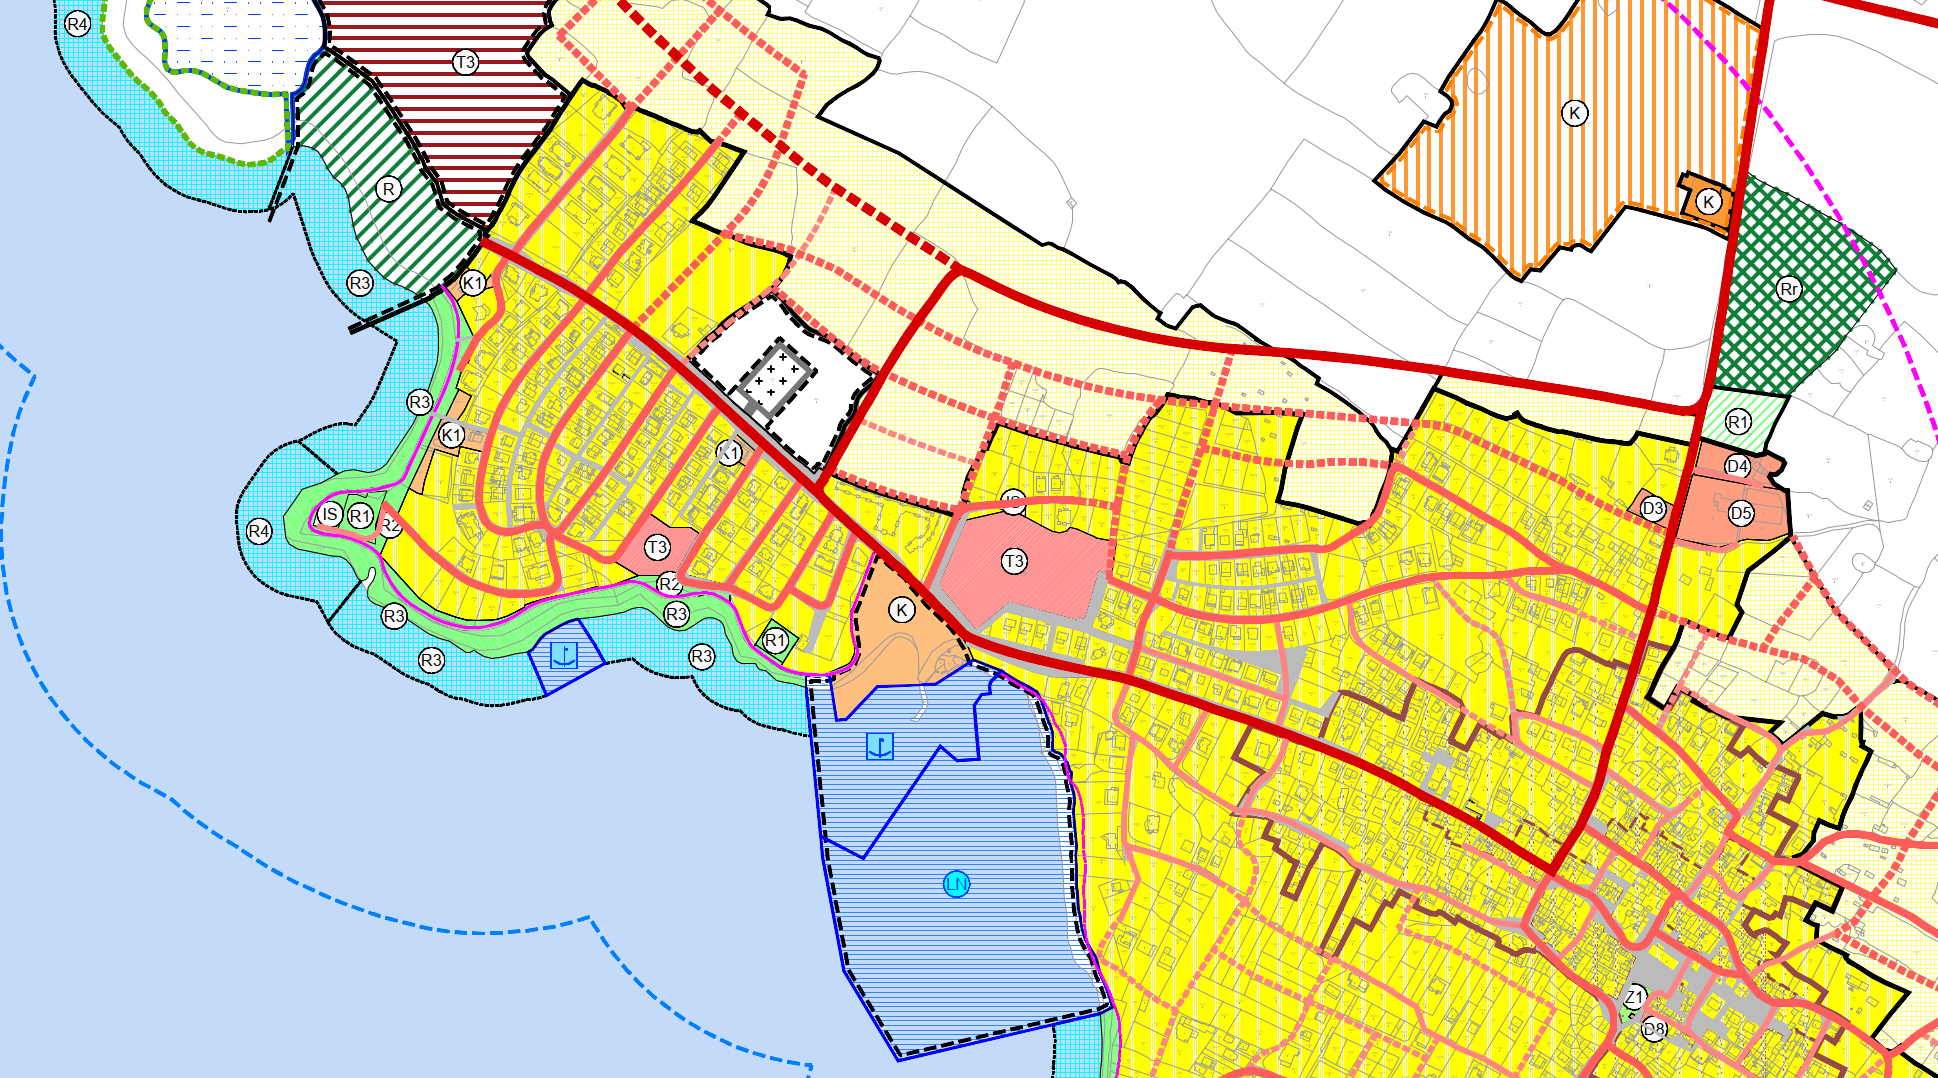 R4
T3
K
R
K
R3
K1
Rr
R3
R1
K1
K1
D4
IS
D3
D5
IS
R1
R2
R4
T3
T3
R2
K
R3
R3
R1
R3
R3
LN
Z1
D8